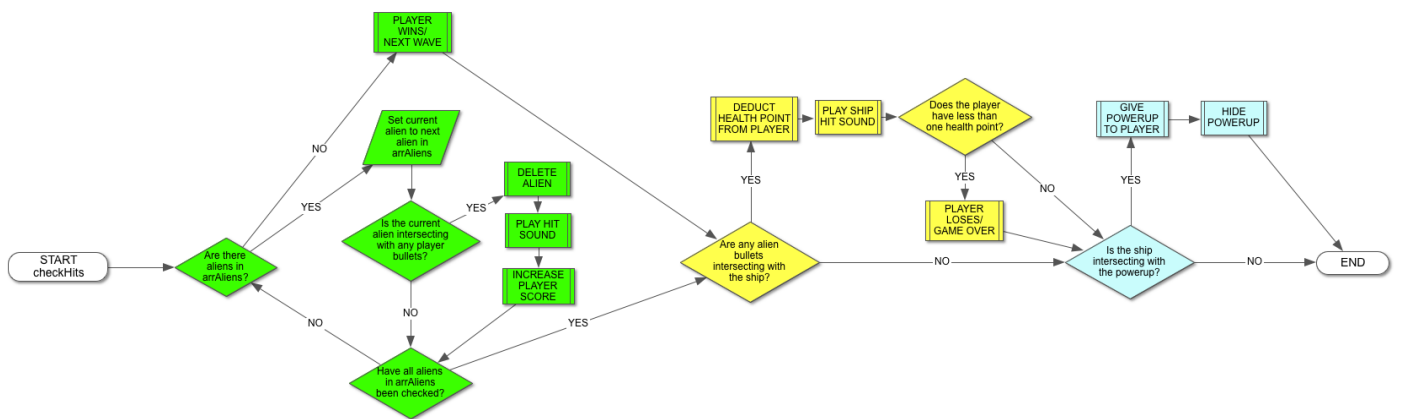 PLAYER
WINS/
NEXT WAVE
NO
Set current
alien to next
alien in
arrAliens
YES
DELETE
ALIEN
YES
Is the current
alien intersecting
with any player
bullets?
PLAY HIT
SOUND
START
checkHits
Are there
aliens in
arrAliens?
INCREASE
PLAYER
SCORE
NO
NO
YES
Have all aliens
in arrAliens
been checked?
DEDUCT
HEALTH POINT
FROM PLAYER
PLAY SHIP
HIT SOUND
Does the player
have less than
one health point?
YES
YES
NO
PLAYER
LOSES/
GAME OVER
Are any alien
bullets
intersecting with
the ship?
NO
GIVE
POWERUP
TO PLAYER
HIDE
POWERUP
YES
Is the ship
intersecting with
the powerup?
NO
END